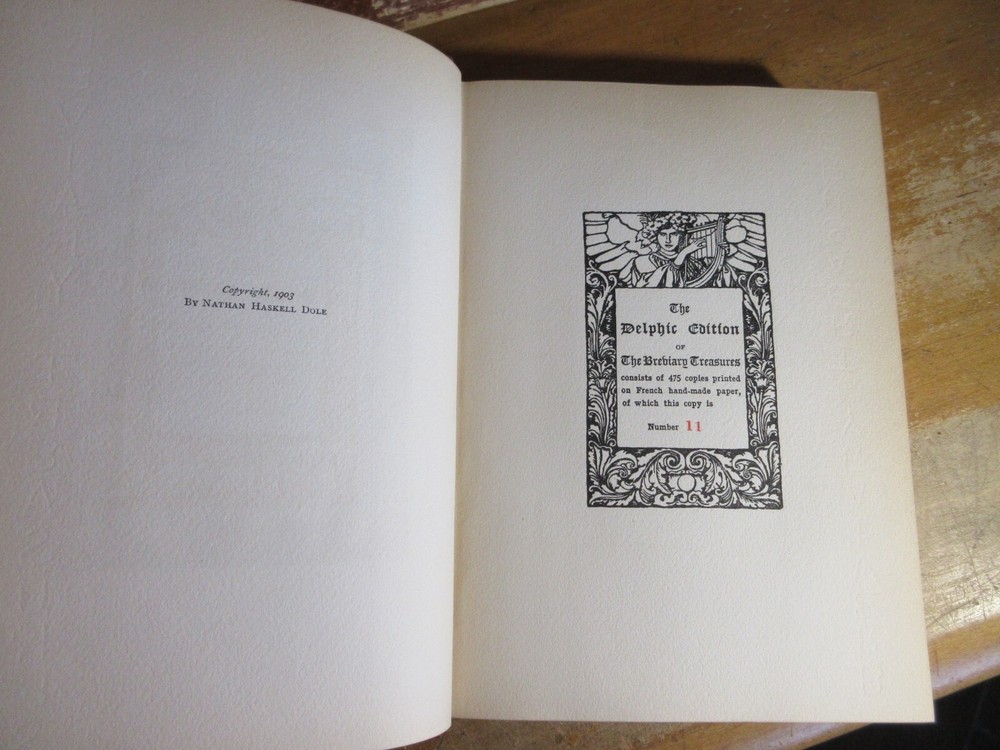 Copyright, 1903
By Nathan Haskell Dole
The
Delphic Edition
OF
The Breviary Treasures
consists of 475 copies printed
on French hand-made paper,
of which this copy is
Number 11